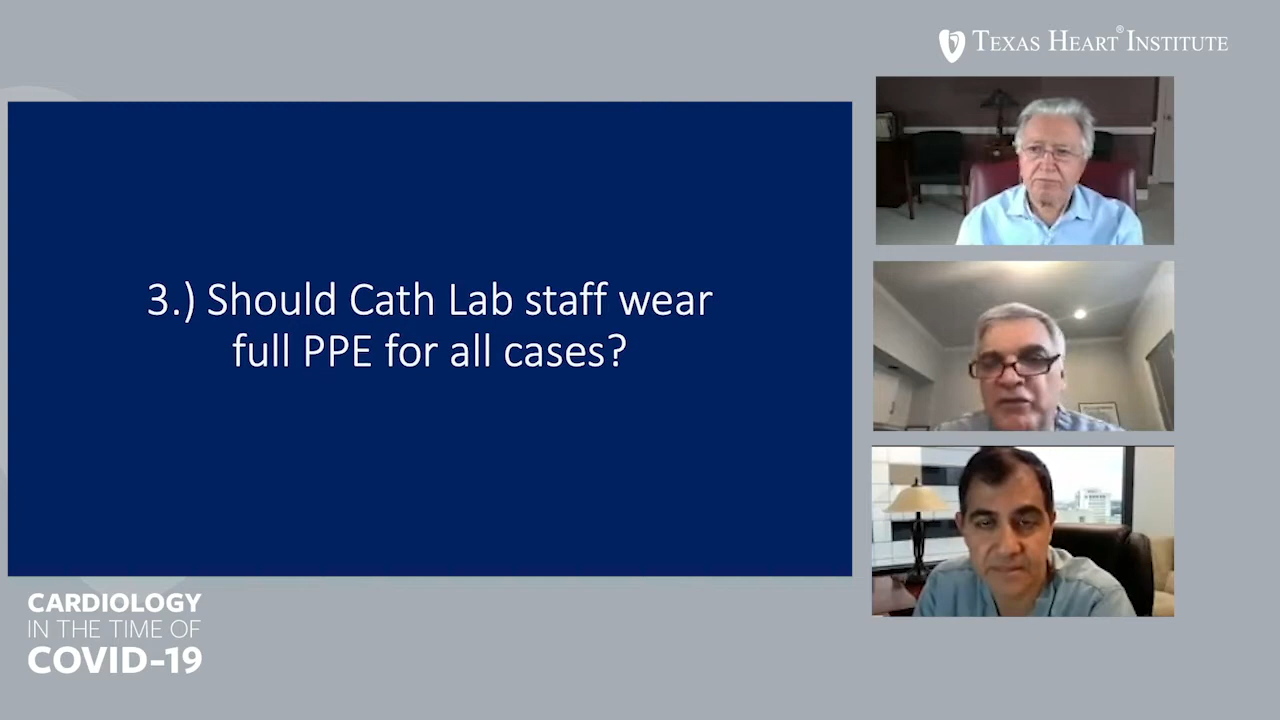 TEXAS HEART® INSTITUTE
3.) Should Cath Lab staff wear
full PPE for all cases?
CARDIOLOGY
IN THE TIME OF
COVID-19